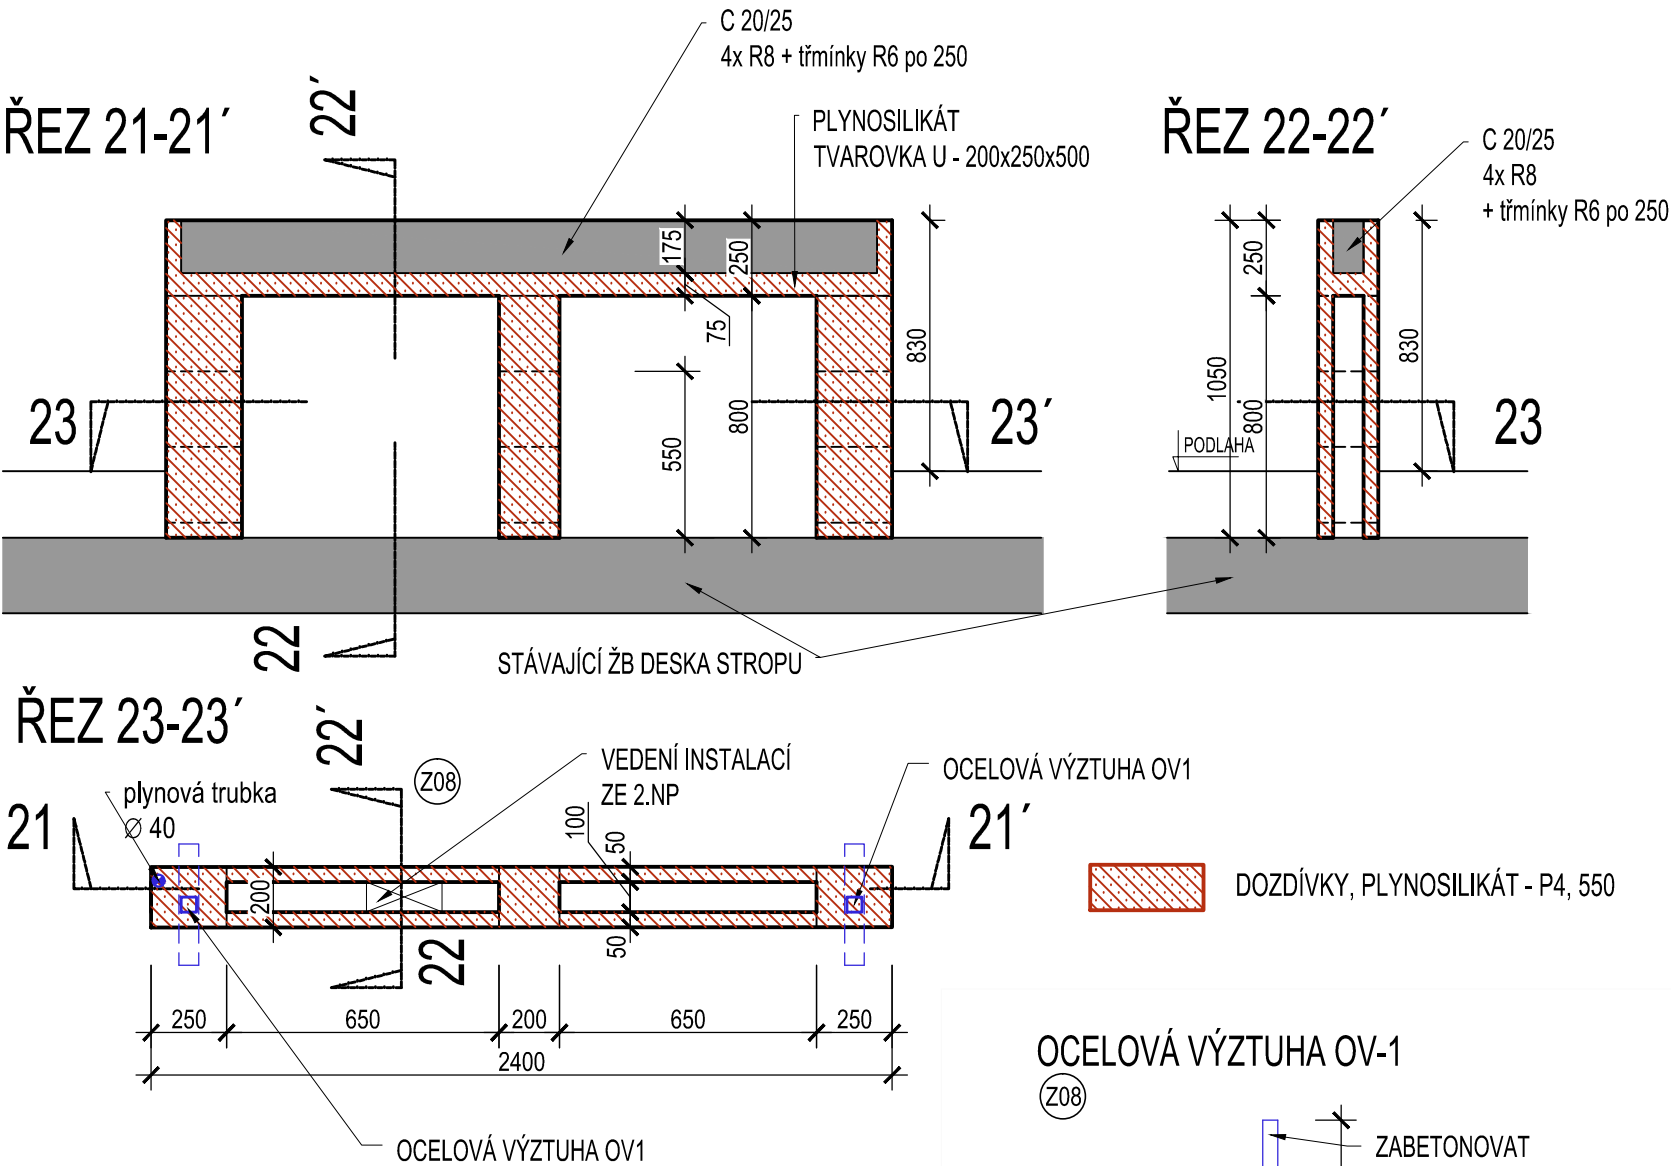 C 20/25
4x R8 + třmínky R6 po 250
22´
ŘEZ 21-21´
PLYNOSILIKÁT
TVAROVKA U - 200x250x500
ŘEZ 22-22´
C 20/25
4x R8
+ třmínky R6 po 250
175
250
75
830
550
800
23
23´
250
1050
800
830
PODLAHA
23
22
STÁVAJÍCÍ ŽB DESKA STROPU
ŘEZ 23-23´
22´
Z08
VEDENÍ INSTALACÍ
ZE 2.NP
OCELOVÁ VÝZTUHA OV1
plynová trubka
Ø 40
21
21´
100
50
200
50
22
DOZDÍVKY, PLYNOSILIKÁT - P4, 550
250
650
200
650
250
2400
OCELOVÁ VÝZTUHA OV1
OCELOVÁ VÝZTUHA OV-1
Z08
ZABETONOVAT